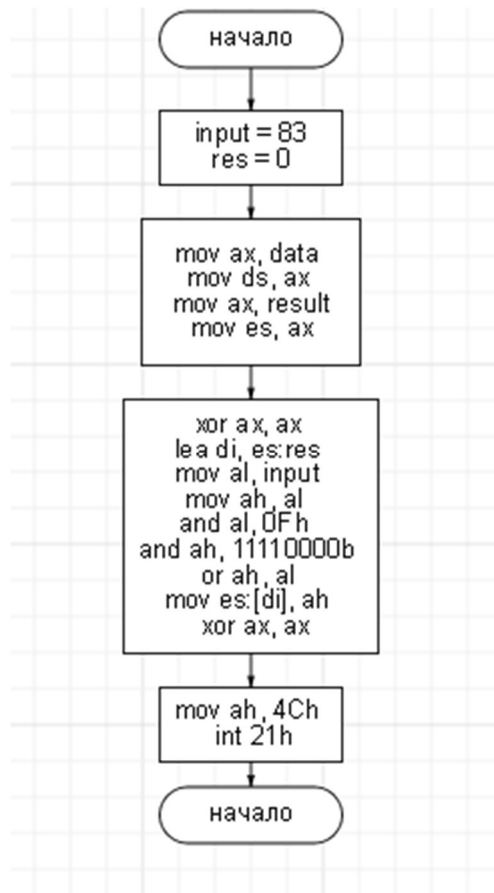 начало
input = 83
res = 0
mov ax, data
mov ds, ax
mov ax, result
mov es, ax
xor ax, ax
lea di, es:res
mov al, input
mov ah, al
and al, 0Fh
and ah, 11110000b
or ah, al
mov es:[di], ah
xor ax, ax
mov ah, 4Ch
int 21h
начало